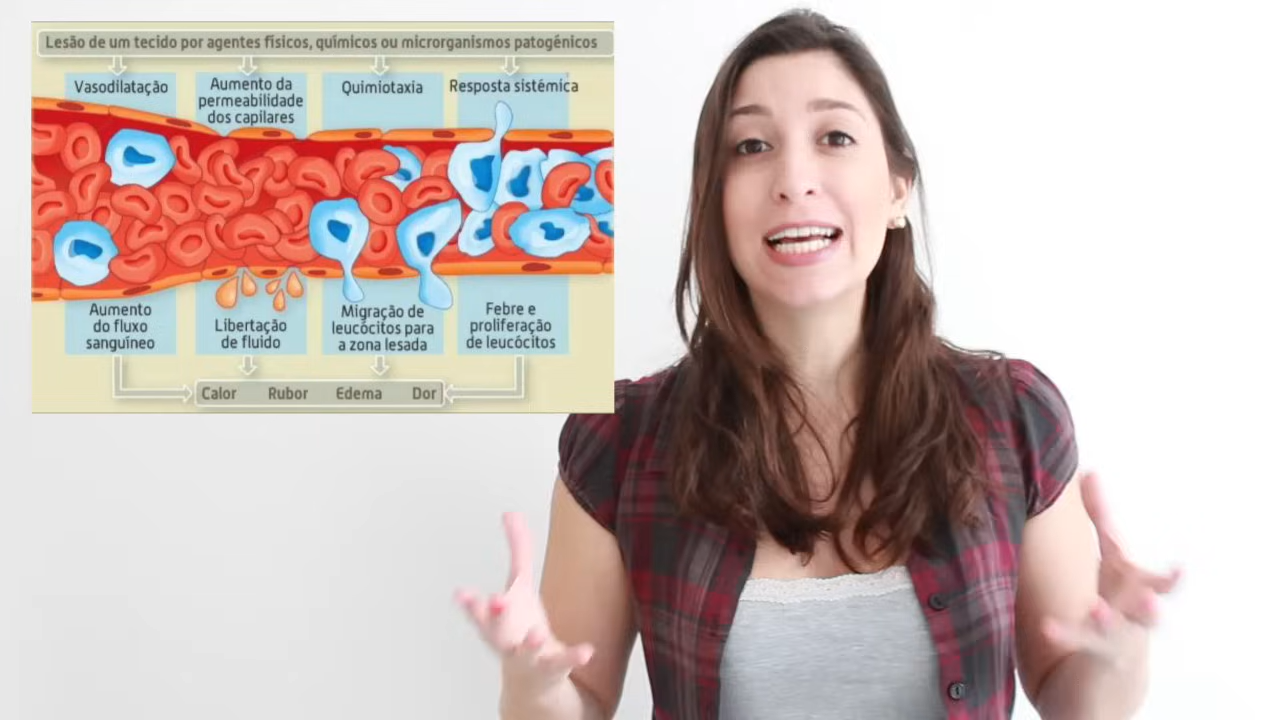 Lesão de um tecido por agentes físicos, químicos ou microrganismos patogénicos
Vasodilatação
Aumento da
permeabilidade
dos capilares
Quimiotaxia
Resposta sistémica
Aumento
do fluxo
sanguíneo
Libertação
de fluido
Migração de
leucócitos para
a zona lesada
Febre e
proliferação
de leucócitos
Calor Rubor Edema Dor